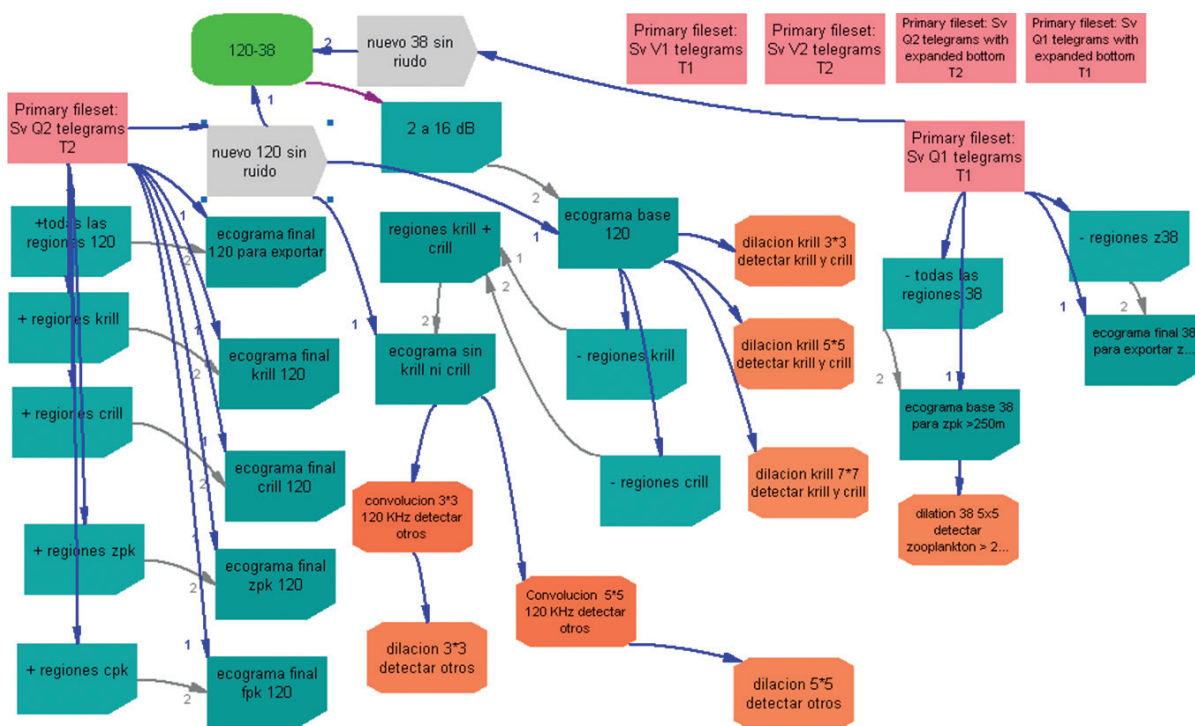 120-38
2
nuevo 38 sin
riudo
Primary fileset:
Sv V1 telegrams
T1
Primary fileset:
Sv V2 telegrams
T2
Primary fileset: Sv
Q2 telegrams with
expanded bottom
T2
Primary fileset: Sv
Q1 telegrams with
expanded bottom
T1
1
Primary fileset:
Sv Q2 telegrams
T2
nuevo 120 sin
ruido
2 a 16 dB
Primary fileset:
Sv Q1 telegrams
T1
2
+todas las
regiones 120
1
2
ecograma final
120 para exportar
regiones krill +
crill
1
ecograma base
120
1
dilacion krill 3*3
detectar krill y crill
- regiones z38
- todas las
regiones 38
2
1
2
+ regiones krill
1
2
ecograma final
krill 120
1
2
ecograma sin
krill ni crill
- regiones krill
dilacion krill 5*5
detectar krill y crill
ecograma final 38
para exportar z...
2
1
ecograma base 38
para zpk >250m
+ regiones crill
1
2
ecograma final
crill 120
- regiones crill
dilacion krill 7*7
detectar krill y crill
convolucion 3*3
120 KHz detectar
otros
dilation 38 5x5
detectar
zooplankton > 2...
+ regiones zpk
1
2
ecograma final
zpk 120
Convolucion 5*5
120 KHz detectar
otros
+ regiones cpk
1
2
ecograma final
fpk 120
dilacion 3*3
detectar otros
dilacion 5*5
detectar otros